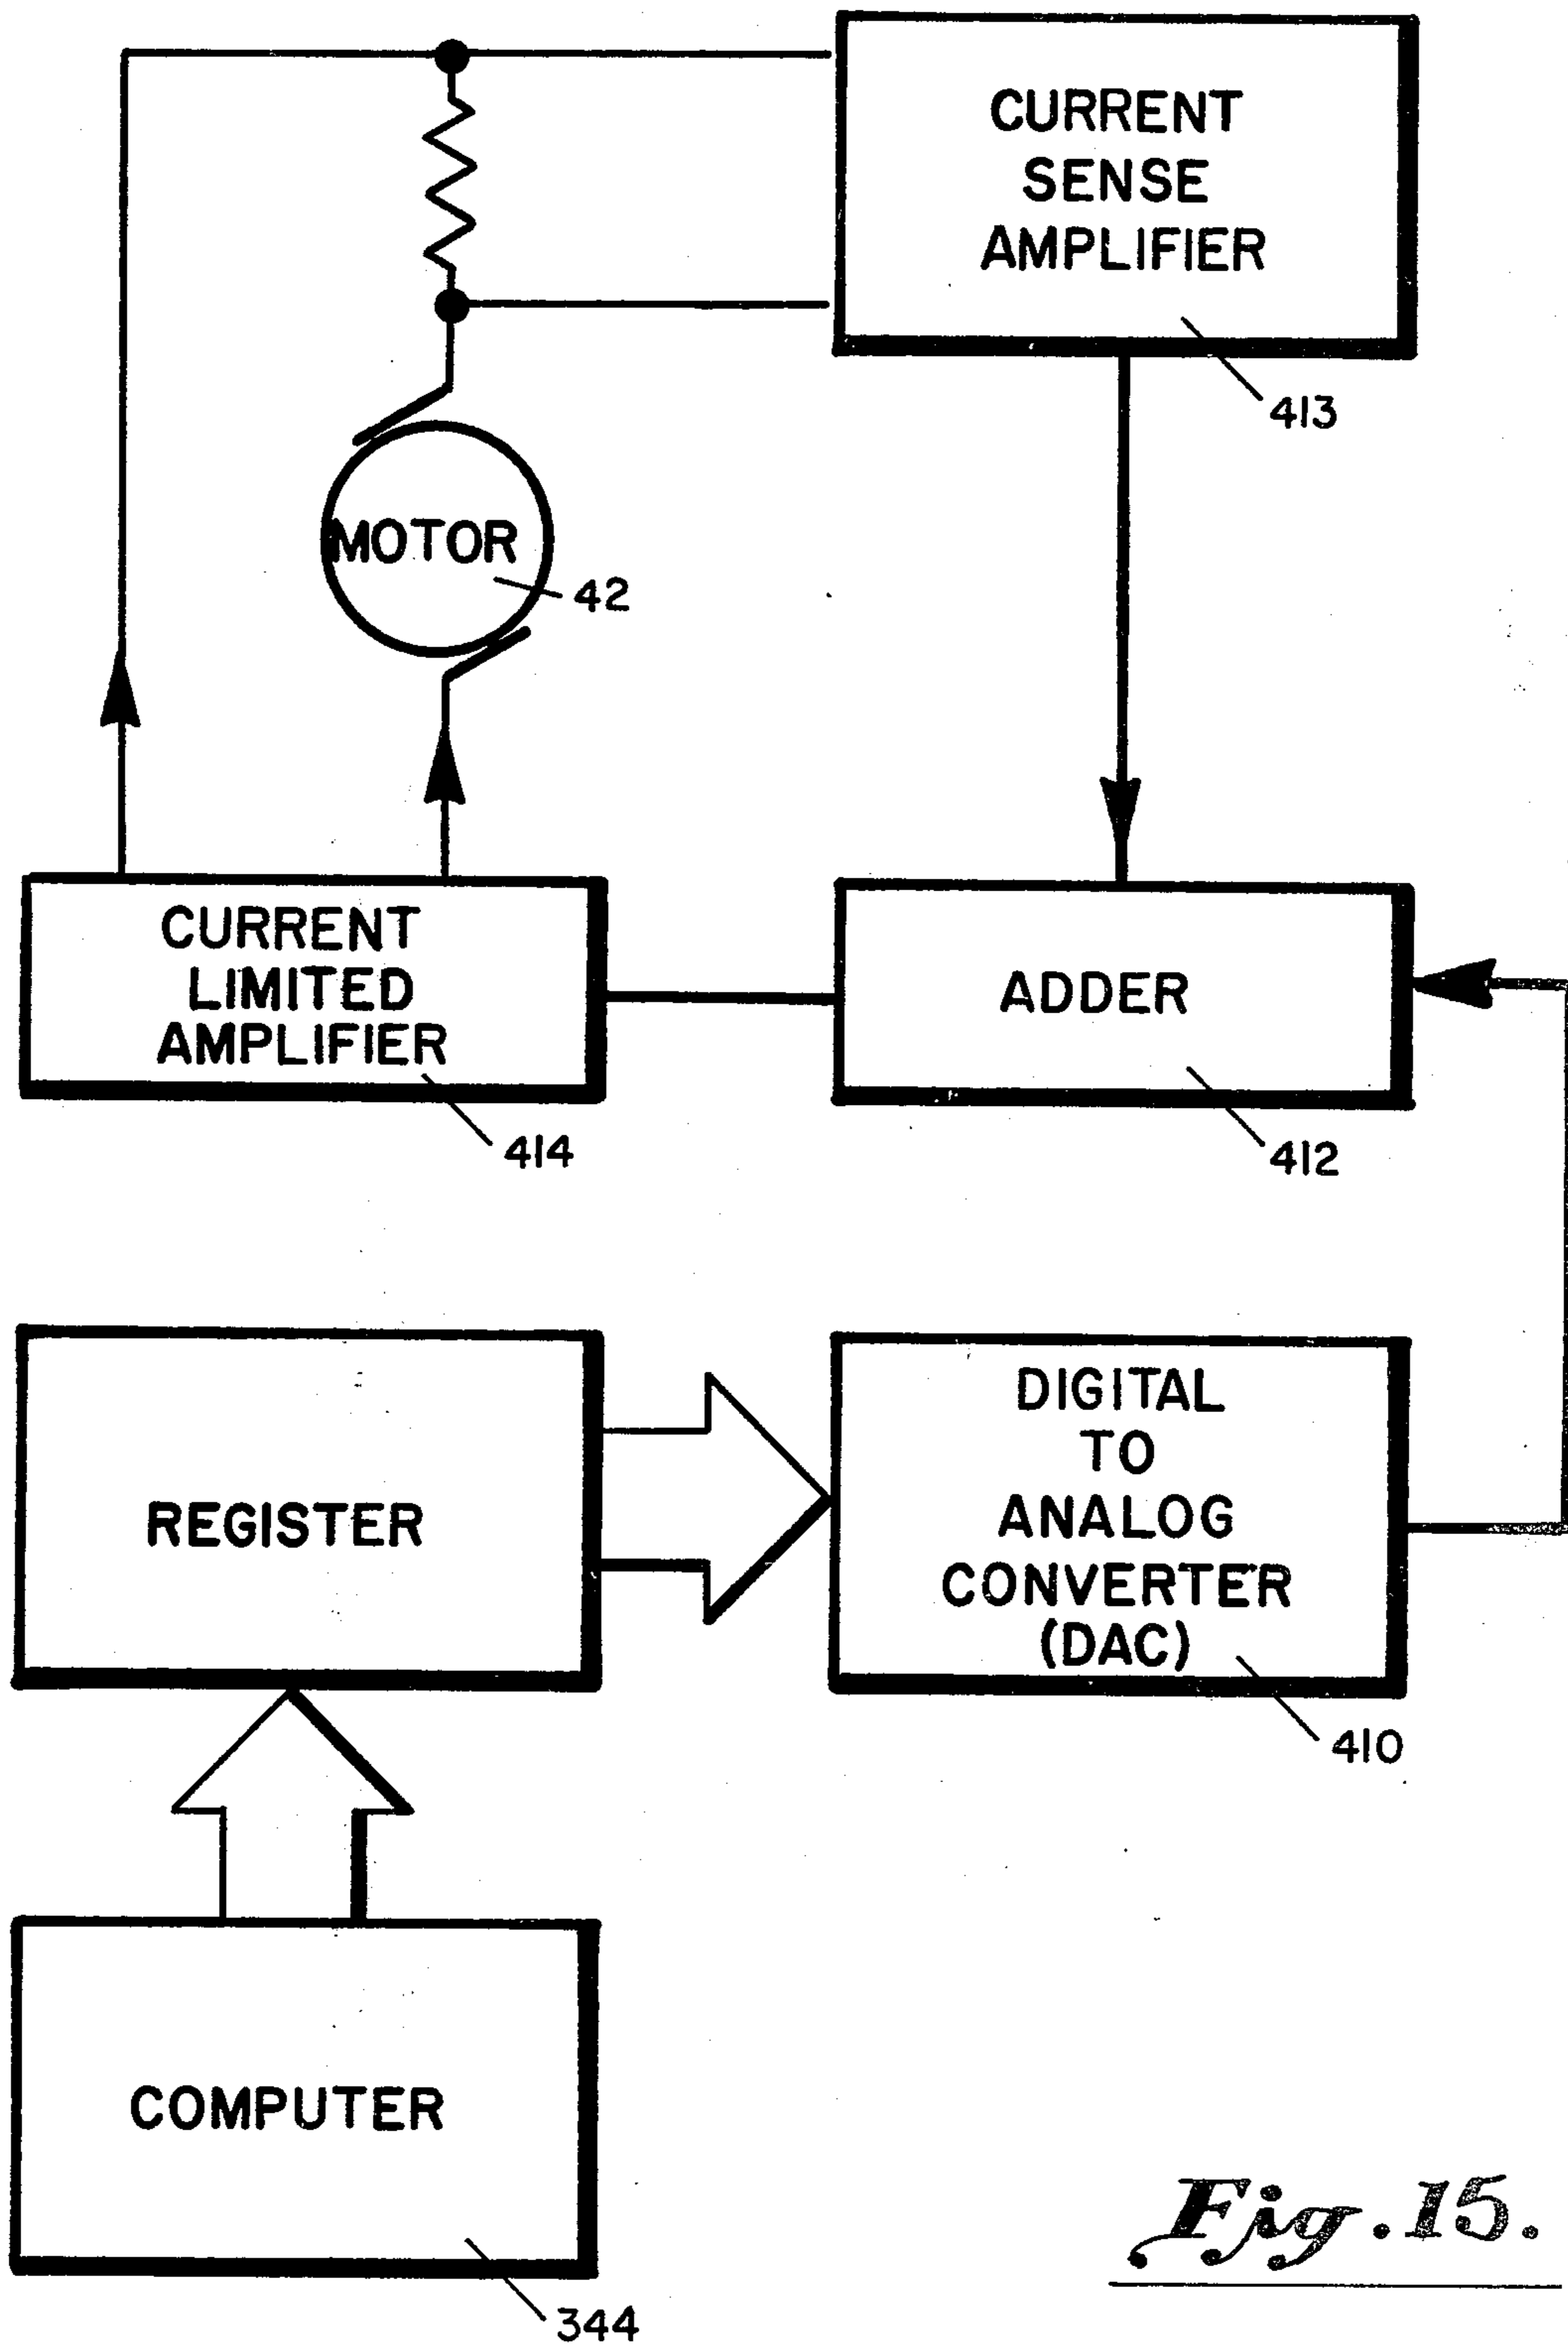 CURRENT
SENSE
AMPLIFIER
413
MOTOR
42
CURRENT
LIMITED
AMPLIFIER
414
ADDER
412
REGISTER
DIGITAL
TO
ANALOG
CONVERTER
(DAC)
410
COMPUTER
344
Fig. 15.